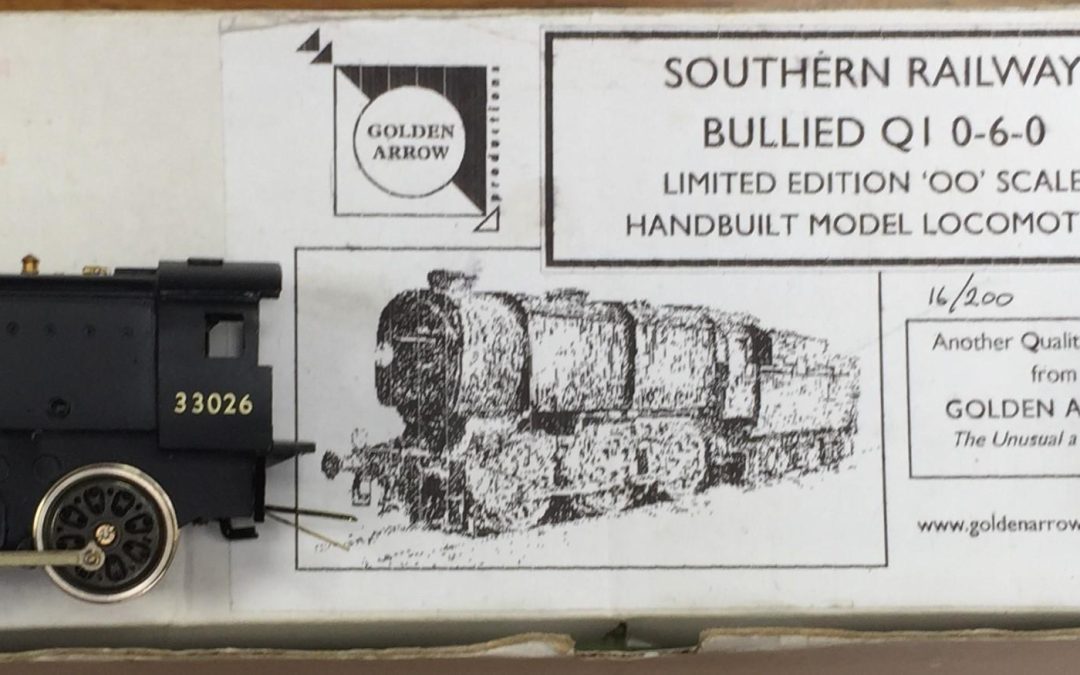 GOLDEN
ARROW
productions
SOUTHERN RAILWAY
BULLIED Q1 0-6-0
LIMITED EDITION 'OO' SCALE
HANDBUILT MODEL LOCOMOT
16/200
Another Qualit
from
GOLDEN A
The Unusual a
www.goldenarrow
33026